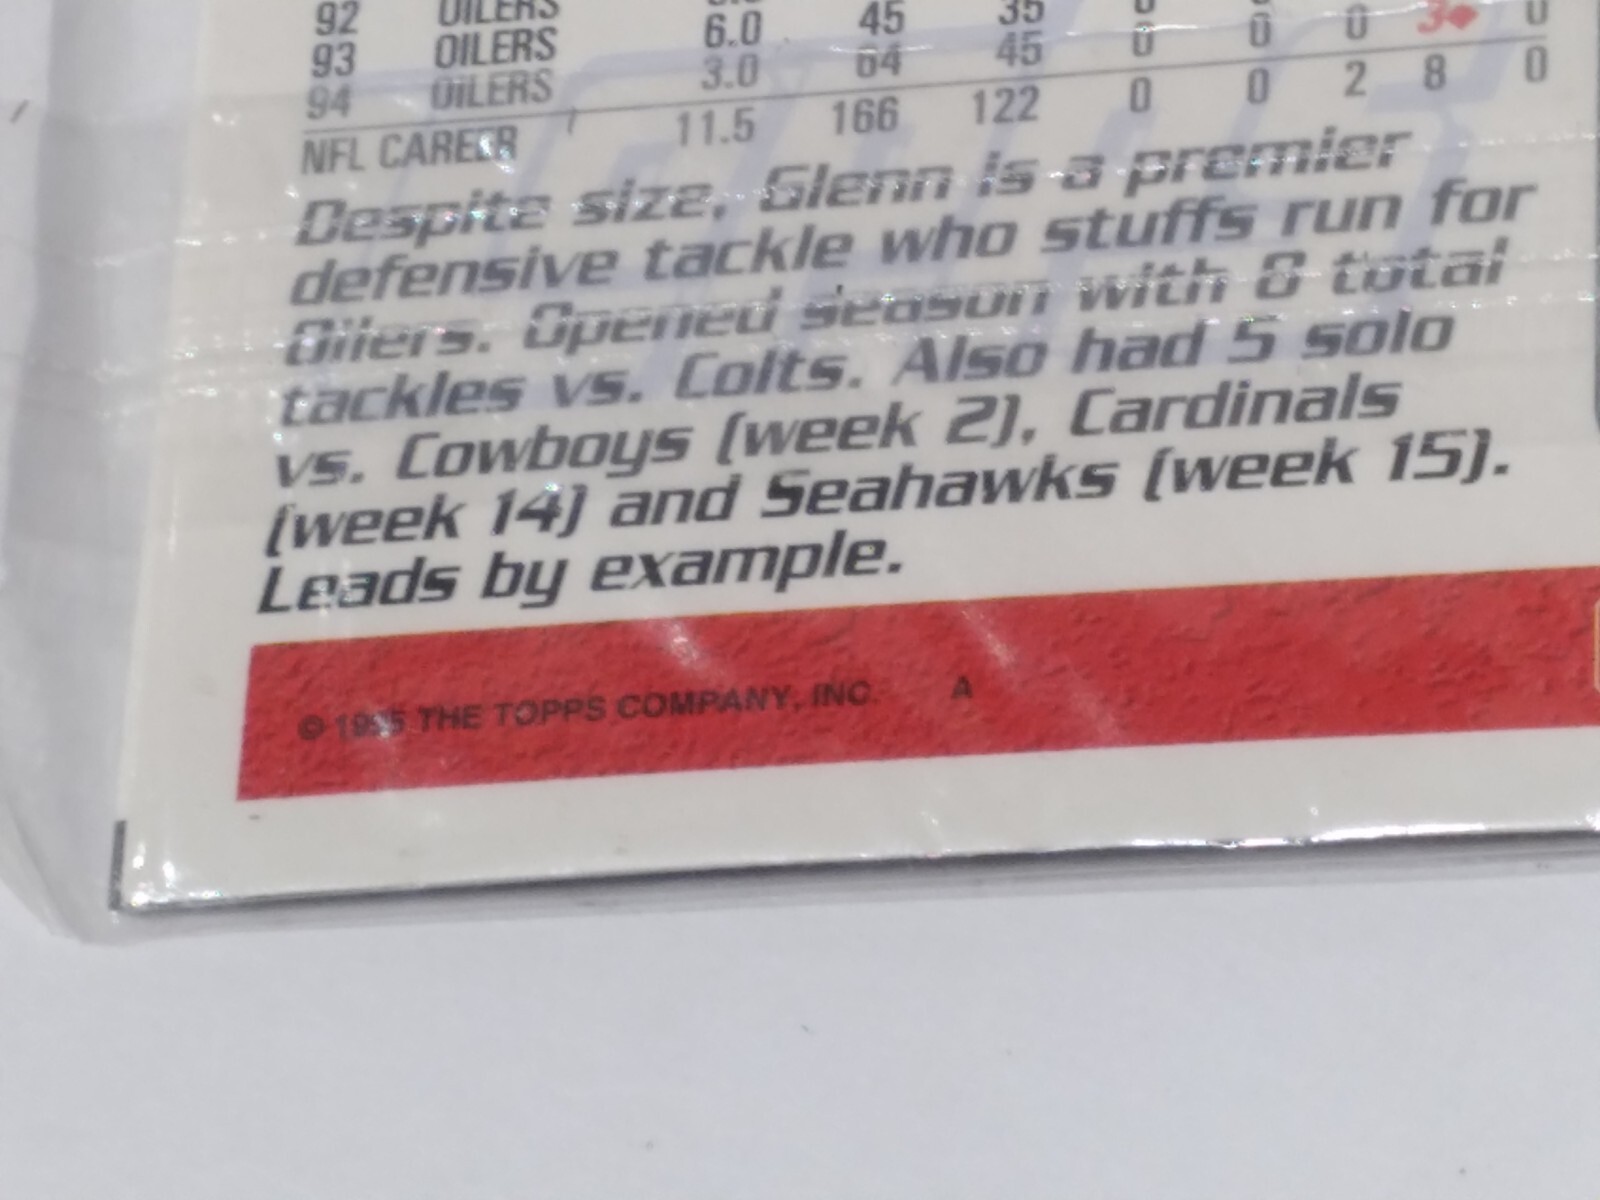 92 OILERS
93 OILERS 6.0 45 35 0
94 OILERS 3.0 64 45 0 0 0 3◆ 0
NFL CAREER 11.5 166 122 0 0 2 8 0
Despite size, Glenn is a premier
defensive tackle who stuffs run for
Oilers. Opened season with 8 total
tackles vs. Colts. Also had 5 solo
vs. Cowboys (week 2), Cardinals
(week 14) and Seahawks (week 15).
Leads by example.
© 1995 THE TOPPS COMPANY, INC. A